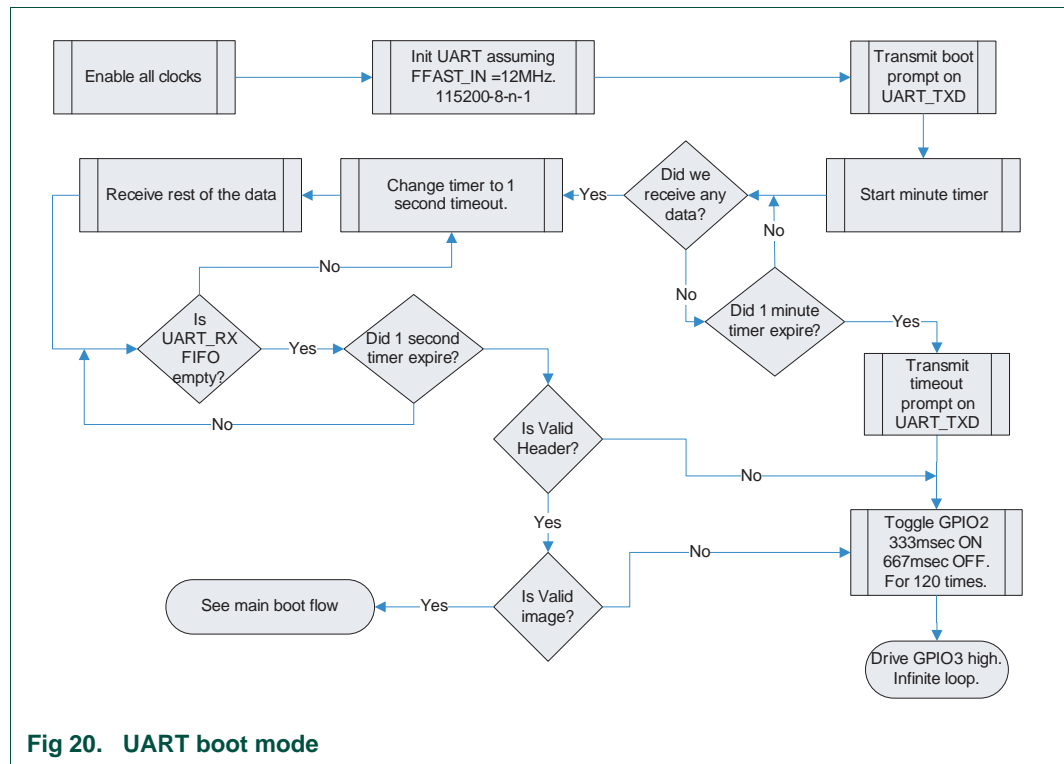 Enable all clocks
Init UART assuming
FFAST_IN =12MHz.
115200-8-n-1
Transmit boot
prompt on
UART_TXD
Start minute timer
Did we
receive any
data?
Yes
Change timer to 1
second timeout.
Receive rest of the data
No
No
Did 1 minute
timer expire?
Yes
Transmit
timeout
prompt on
UART_TXD
No
Is
UART_RX
FIFO
empty?
Yes
Did 1 second
timer expire?
No
Is Valid
Header?
No
Yes
Is Valid
image?
No
Yes
See main boot flow
Toggle GPIO2
333msec ON
667msec OFF.
For 120 times.
Drive GPIO3 high.
Infinite loop.
Fig 20. UART boot mode